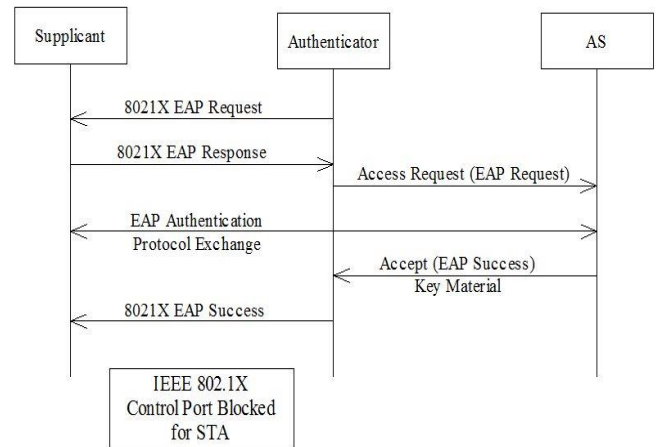 Supplicant
Authenticator
AS
8021X EAP Request
8021X EAP Response
Access Request (EAP Request)
EAP Authentication
Protocol Exchange
Accept (EAP Success)
Key Material
8021X EAP Success
IEEE 802.1X
Control Port Blocked
for STA